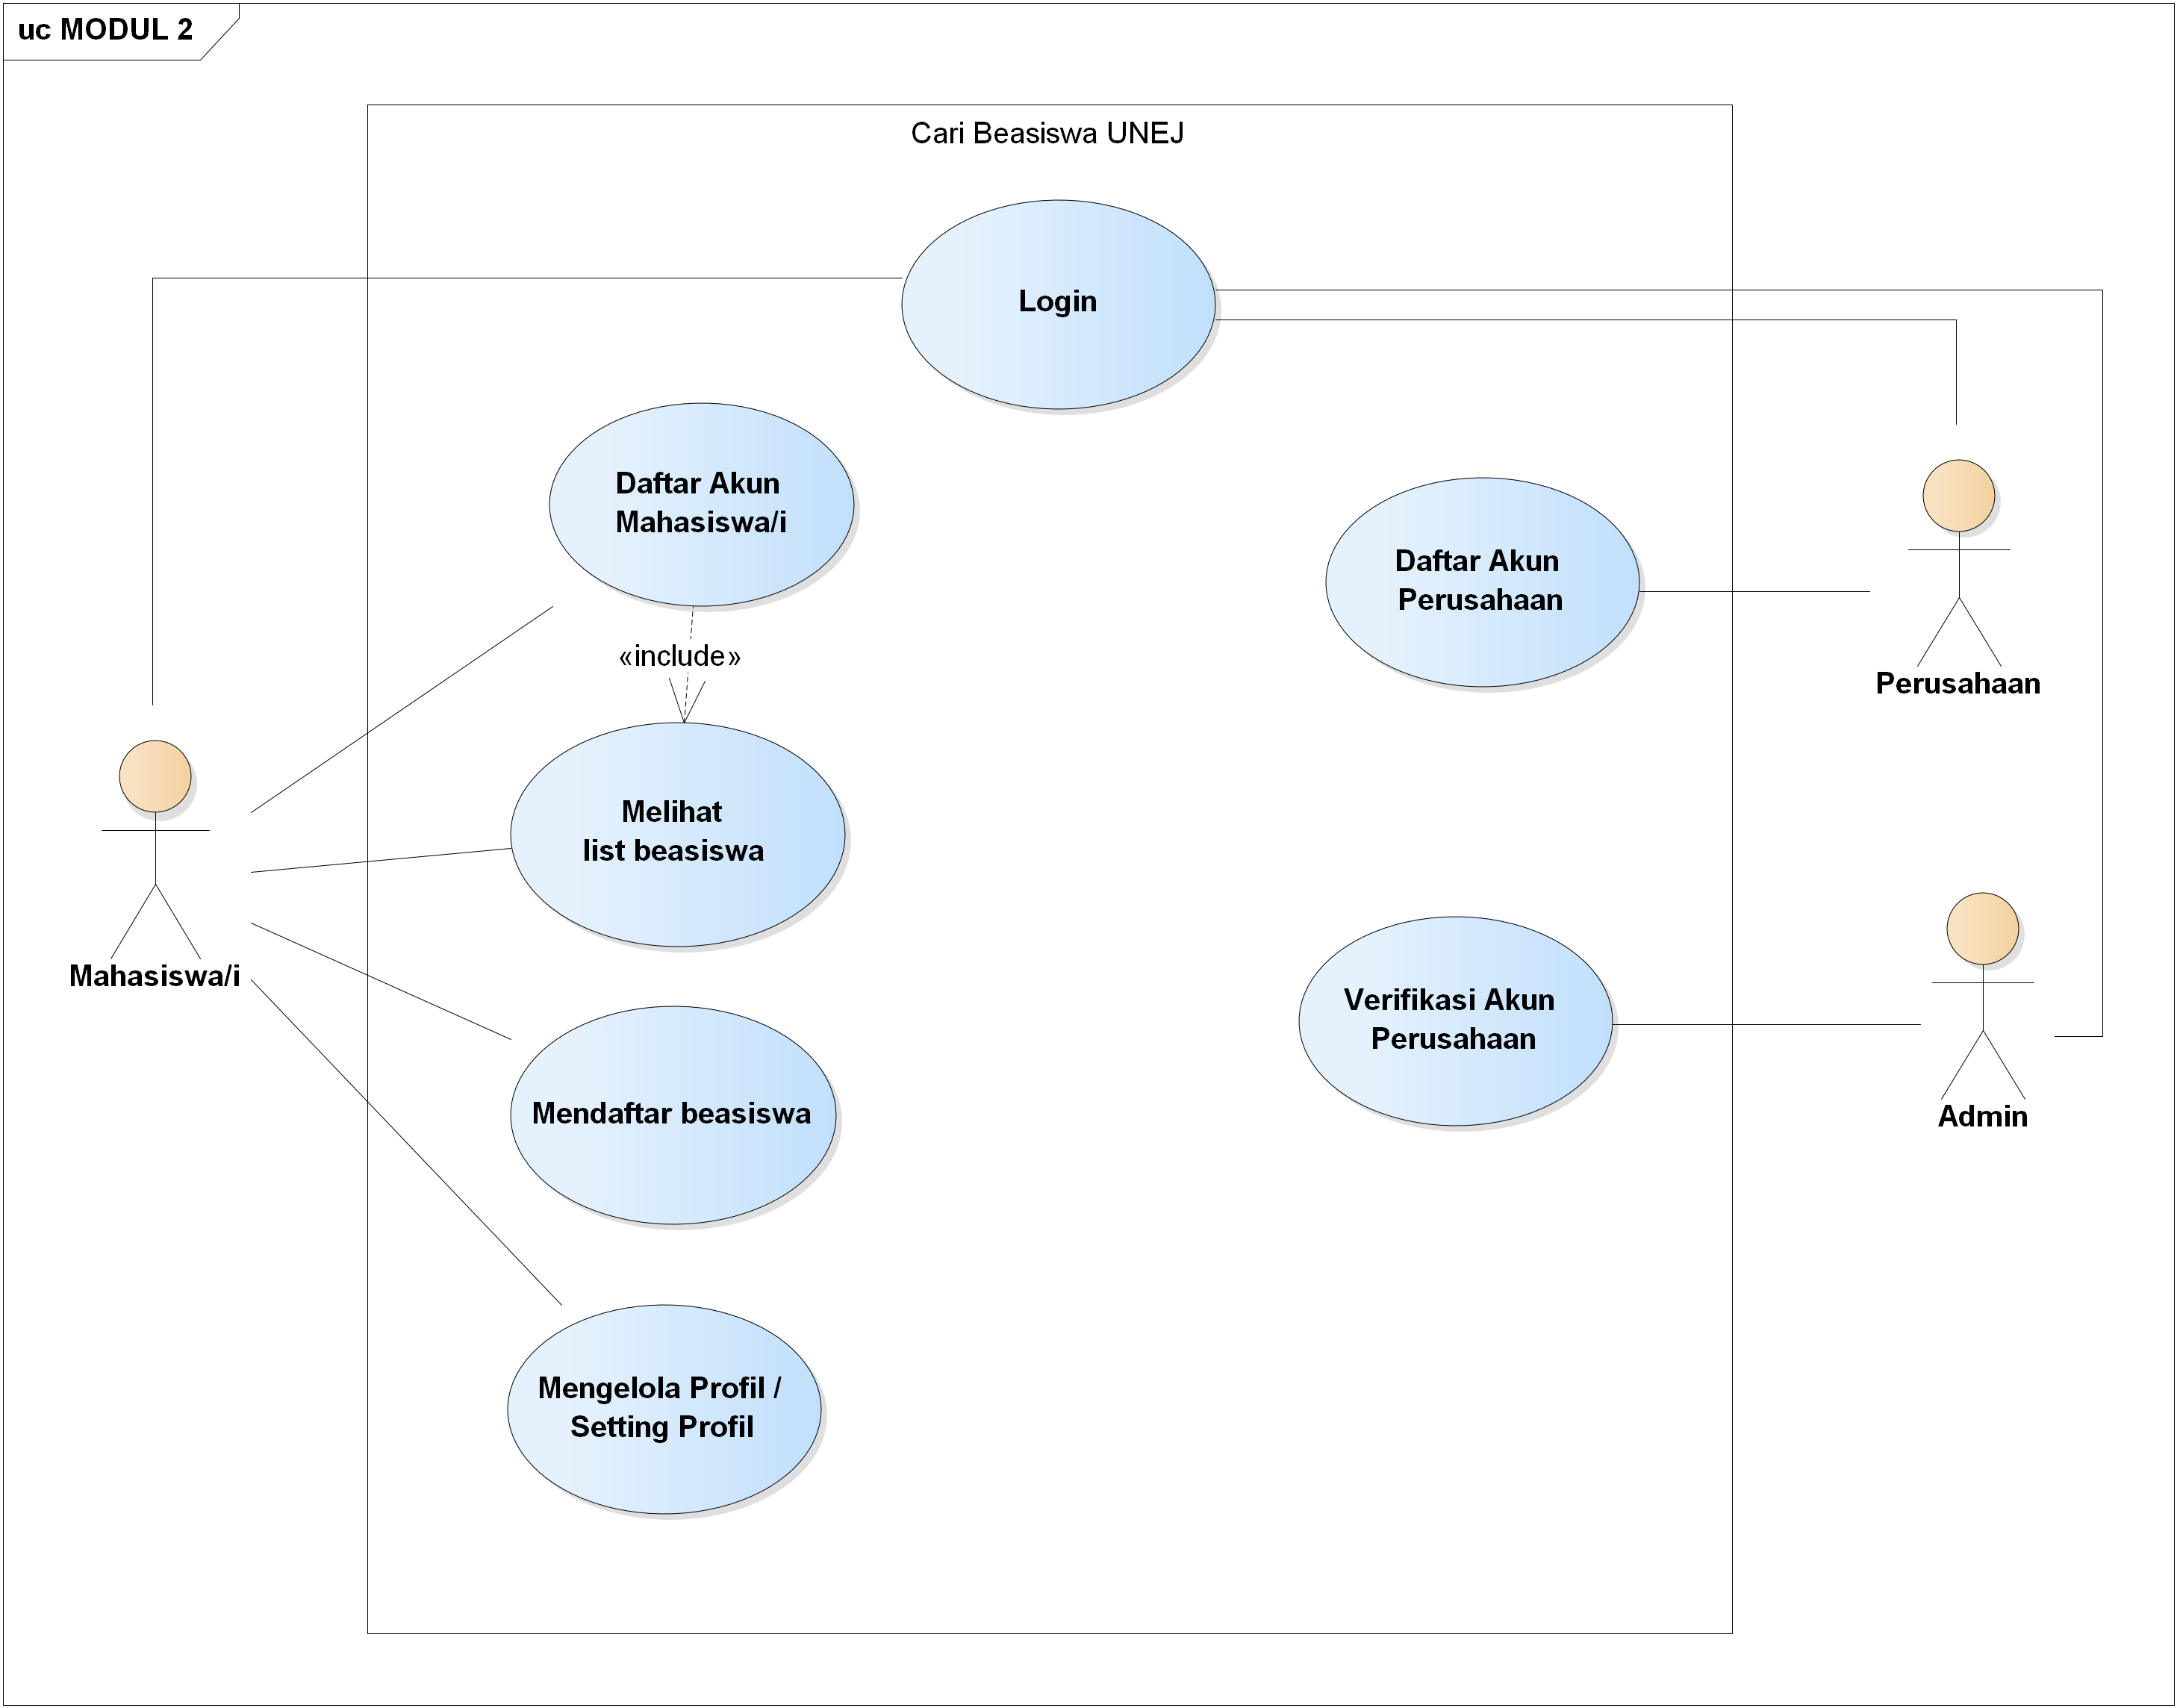 uc MODUL 2
Cari Beasiswa UNEJ
Login
Daftar Akun
Mahasiswa/i
«include»
Daftar Akun
Perusahaan
Perusahaan
Melihat
list beasiswa
Mahasiswa/i
Verifikasi Akun
Perusahaan
Mendaftar beasiswa
Admin
Mengelola Profil /
Setting Profil